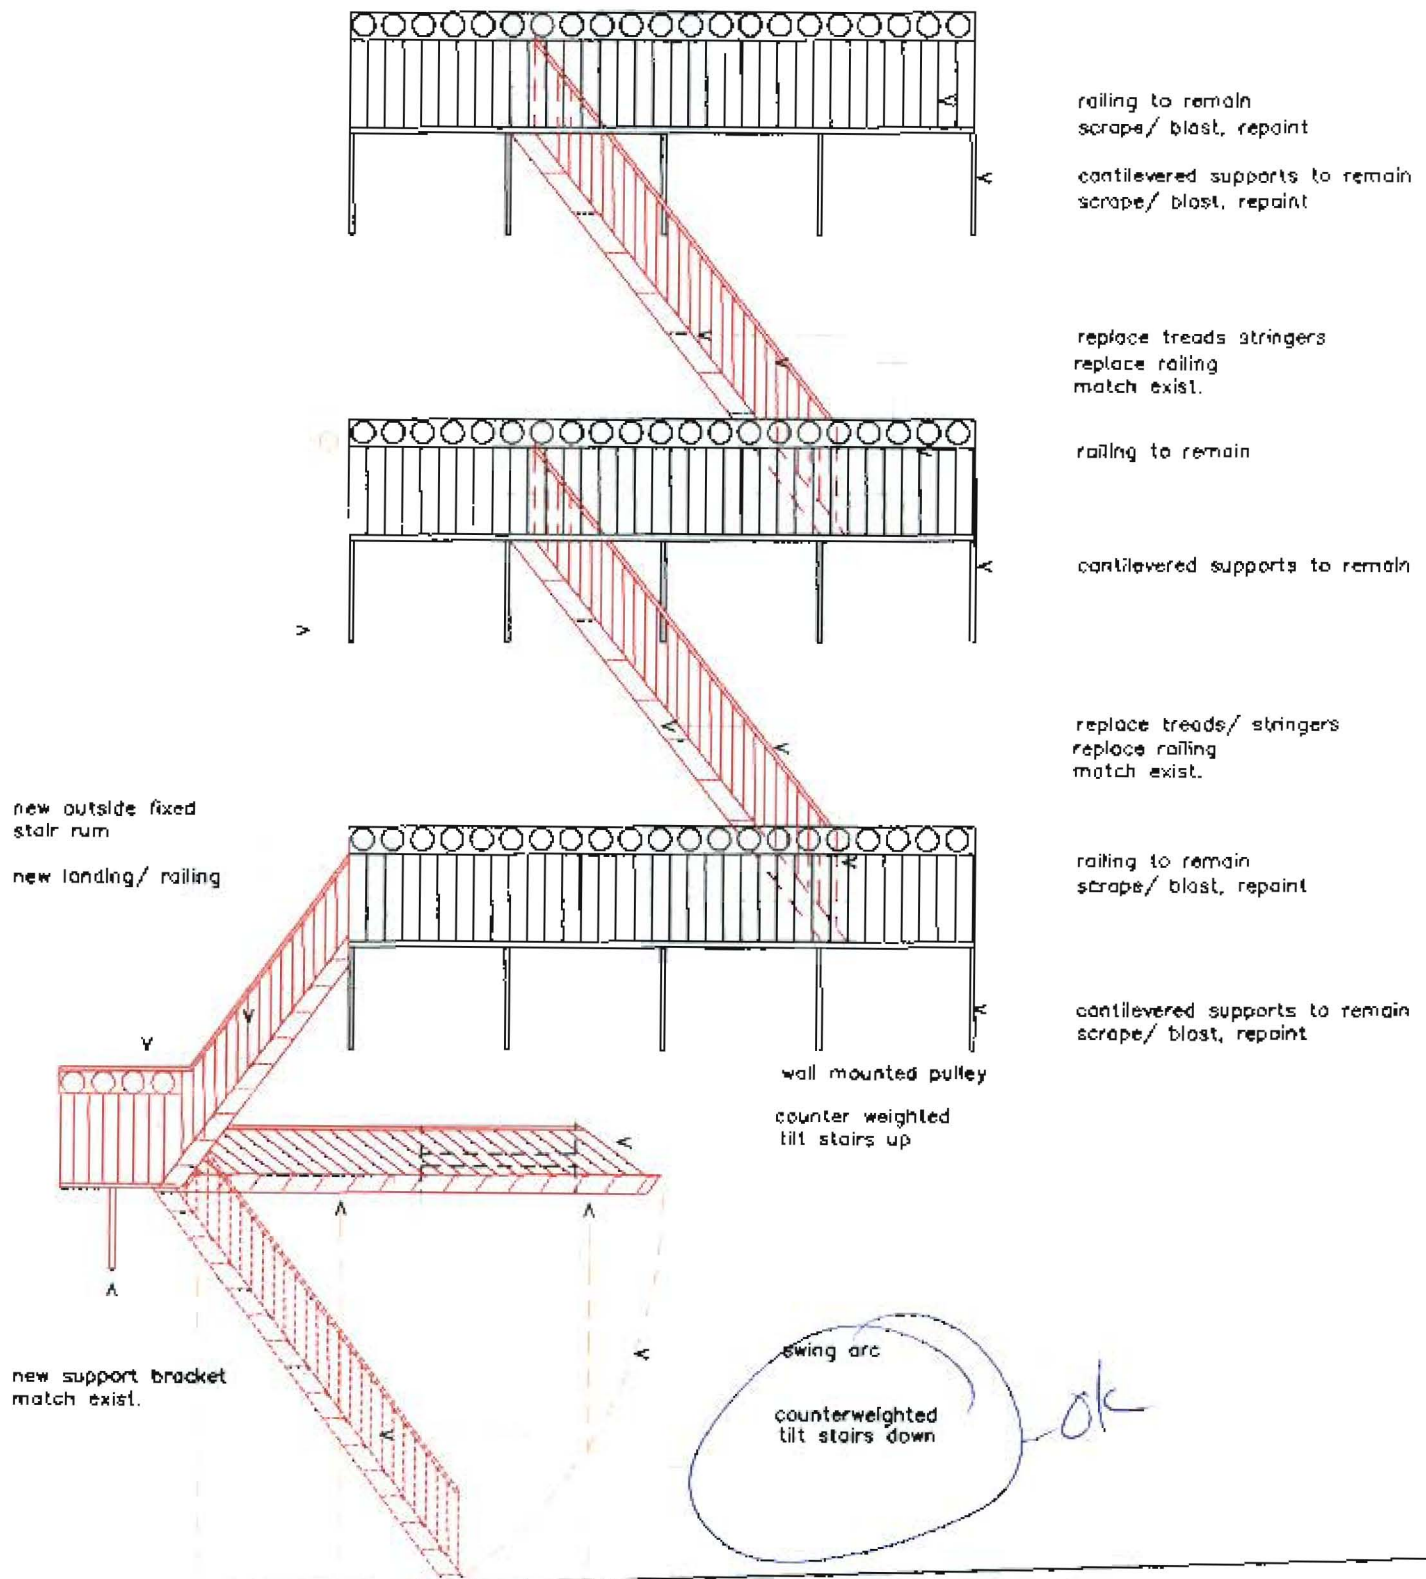 railing to remain
scrape/ blast, repaint
cantilevered supports to remain
scrape/ blast, repaint
replace treads stringers
replace railing
match exist.
railing to remain
cantilevered supports to remain
replace treads/ stringers
replace railing
match exist.
new outside fixed
stair rum
new landing/ railing
railing to remain
scrape/ blast, repaint
cantilevered supports to remain
scrape/ blast, repaint
wall mounted pulley
counter weighted
tilt stairs up
new support bracket
match exist.
swing arc
counterweighted
tilt stairs down
ok